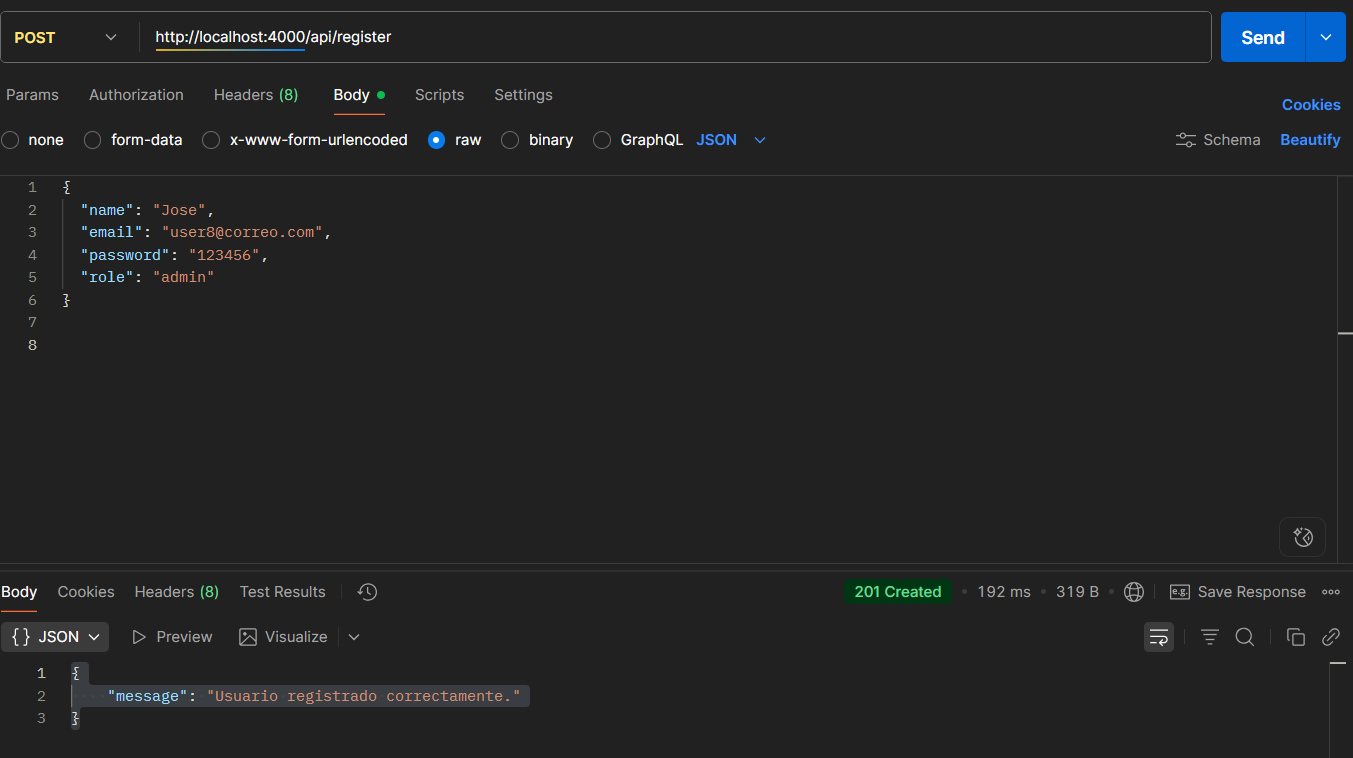 POST http://localhost:4000/api/register Send
Params Authorization Headers (8) Body Scripts Settings Cookies
none form-data x-www-form-urlencoded raw binary GraphQL JSON Schema Beautify
1 {
2 "name": "Jose",
3 "email": "user8@correo.com",
4 "password": "123456",
5 "role": "admin"
6 }
7
8
Body Cookies Headers (8) Test Results 201 Created • 192 ms • 319 B e.g. Save Response
{} JSON Preview Visualize
1 {
2 "message": "Usuario registrado correctamente."
3 }